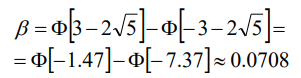 β = Φ[3 − 2√5] − Φ[−3 − 2√5] =
= Φ[−1.47] − Φ[−7.37] ≈ 0.0708